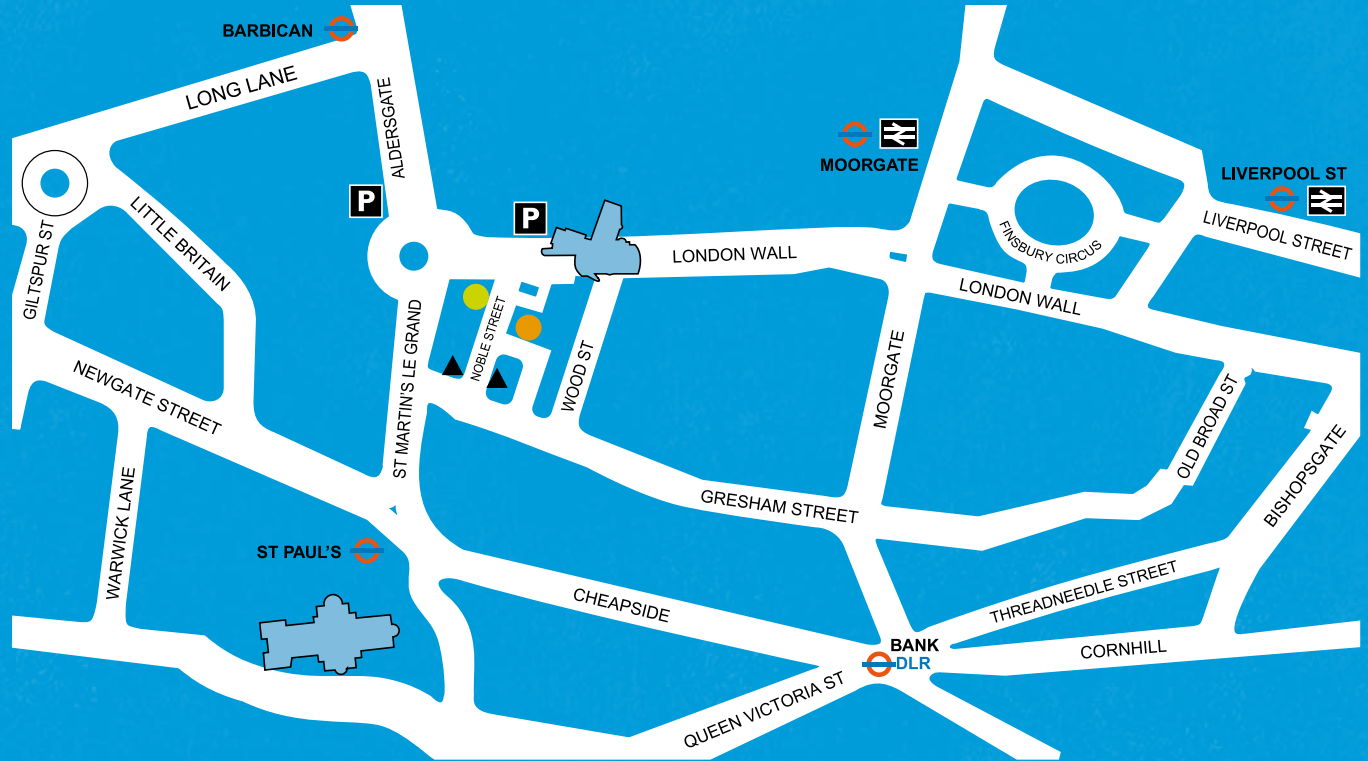 BARBICAN
LONG LANE
ALDERSGATE
MOORGATE
LIVERPOOL ST
P
P
LITTLE BRITAIN
GILTSPUR ST
LIVERPOOL STREET
FINSBURY CIRCUS
LONDON WALL
LONDON WALL
NOBLE STREET
ST MARTIN'S LE GRAND
WOOD ST
MOORGATE
NEWGATE STREET
OLD BROAD ST
BISHOPSGATE
WARWICK LANE
GRESHAM STREET
ST PAUL'S
CHEAPSIDE
THREADNEEDLE STREET
BANK
DLR
CORNHILL
QUEEN VICTORIA ST